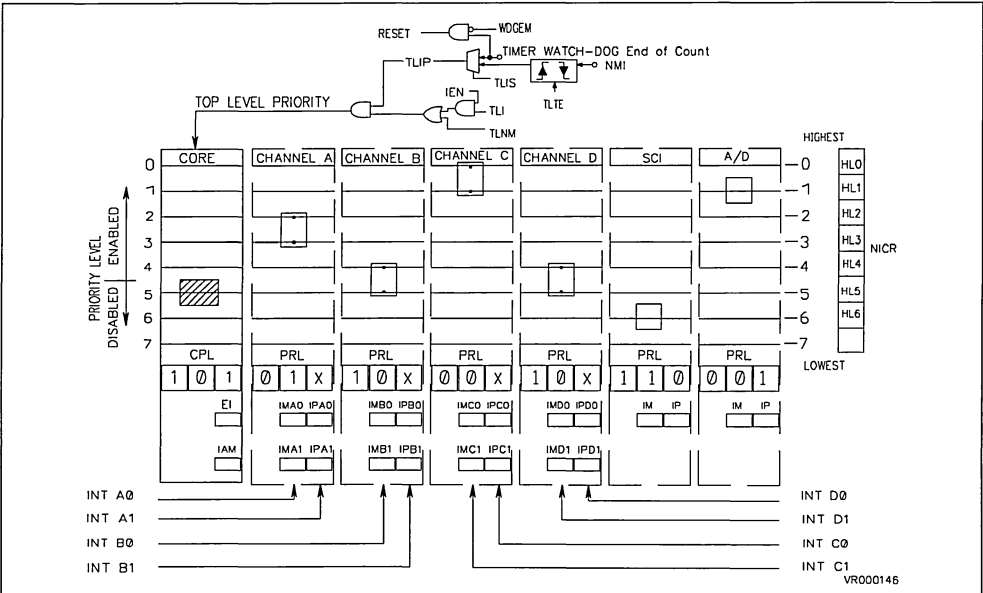 RESET
WDGEM
TIMER WATCH-DOG End of Count
TLIP
NMI
TLIS
TLTE
IEN
TLI
TLNM
TOP LEVEL PRIORITY
HIGHEST
CORE CHANNEL A CHANNEL B CHANNEL C CHANNEL D SCI A/D
0 0 HL0
1 1 HL1
2 2 HL2
3 3 HL3
NICR
4 4 HL4
5 5 HL5
6 6 HL6
7 7
PRIORITY LEVEL
DISABLED ENABLED
LOWEST
CPL PRL PRL PRL PRL PRL PRL
1 0 1 0 1 X 1 0 X 0 0 X 1 0 X 1 1 0 0 0 1
EI IMA0 IPA0 IMB0 IPB0 IMC0 IPC0 IMD0 IPD0 IM IP IM IP
IAM IMA1 IPA1 IMB1 IPB1 IMC1 IPC1 IMD1 IPD1
INT A0 INT D0
INT A1 INT D1
INT B0 INT C0
INT B1 INT C1
VR000146